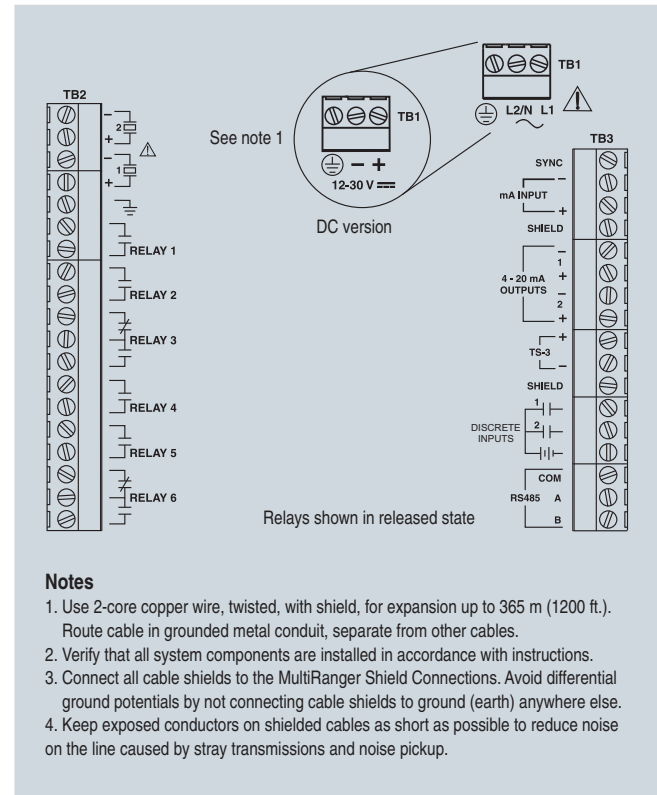 TB1
L2/N L1
TB2
- 2 +
- 1 +
See note 1
TB1
- +
12-30 V
DC version
TB3
SYNC
-
mA INPUT
+
SHIELD
-
1
+
4 - 20 mA
OUTPUTS
-
2
+
+
TS-3
-
SHIELD
1
DISCRETE
INPUTS
2
COM
RS485 A
B
RELAY 1
RELAY 2
RELAY 3
RELAY 4
RELAY 5
RELAY 6
Relays shown in released state
Notes
1. Use 2-core copper wire, twisted, with shield, for expansion up to 365 m (1200 ft.).
Route cable in grounded metal conduit, separate from other cables.
2. Verify that all system components are installed in accordance with instructions.
3. Connect all cable shields to the MultiRanger Shield Connections. Avoid differential
ground potentials by not connecting cable shields to ground (earth) anywhere else.
4. Keep exposed conductors on shielded cables as short as possible to reduce noise
on the line caused by stray transmissions and noise pickup.